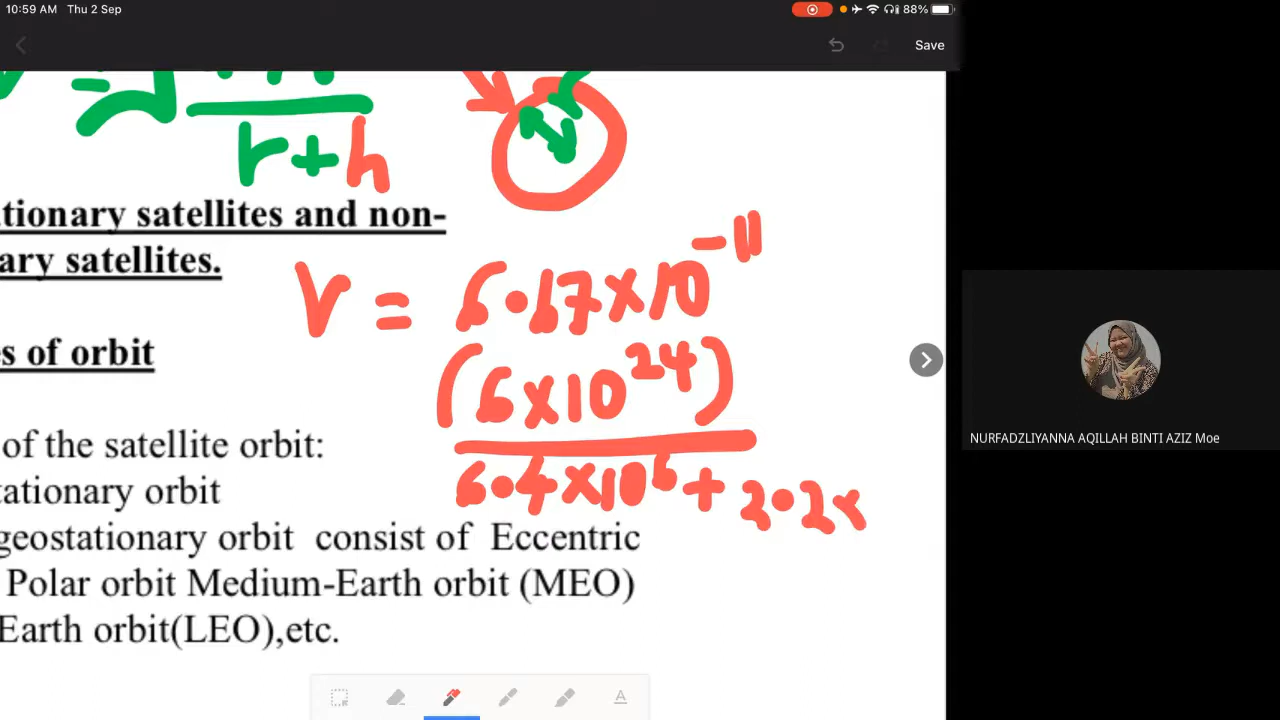 10:59 AM Thu 2 Sep
88%
Save
r+h
tionary satellites and non-
ary satellites.
V = 6.67×10⁻¹¹
(6×10²⁴)
6.4×10⁶+2.2×
es of orbit
of the satellite orbit:
tationary orbit
geostationary orbit consist of Eccentric
Polar orbit Medium-Earth orbit (MEO)
Earth orbit(LEO),etc.
NURFADZLIYANNA AQILLAH BINTI AZIZ Moe
A